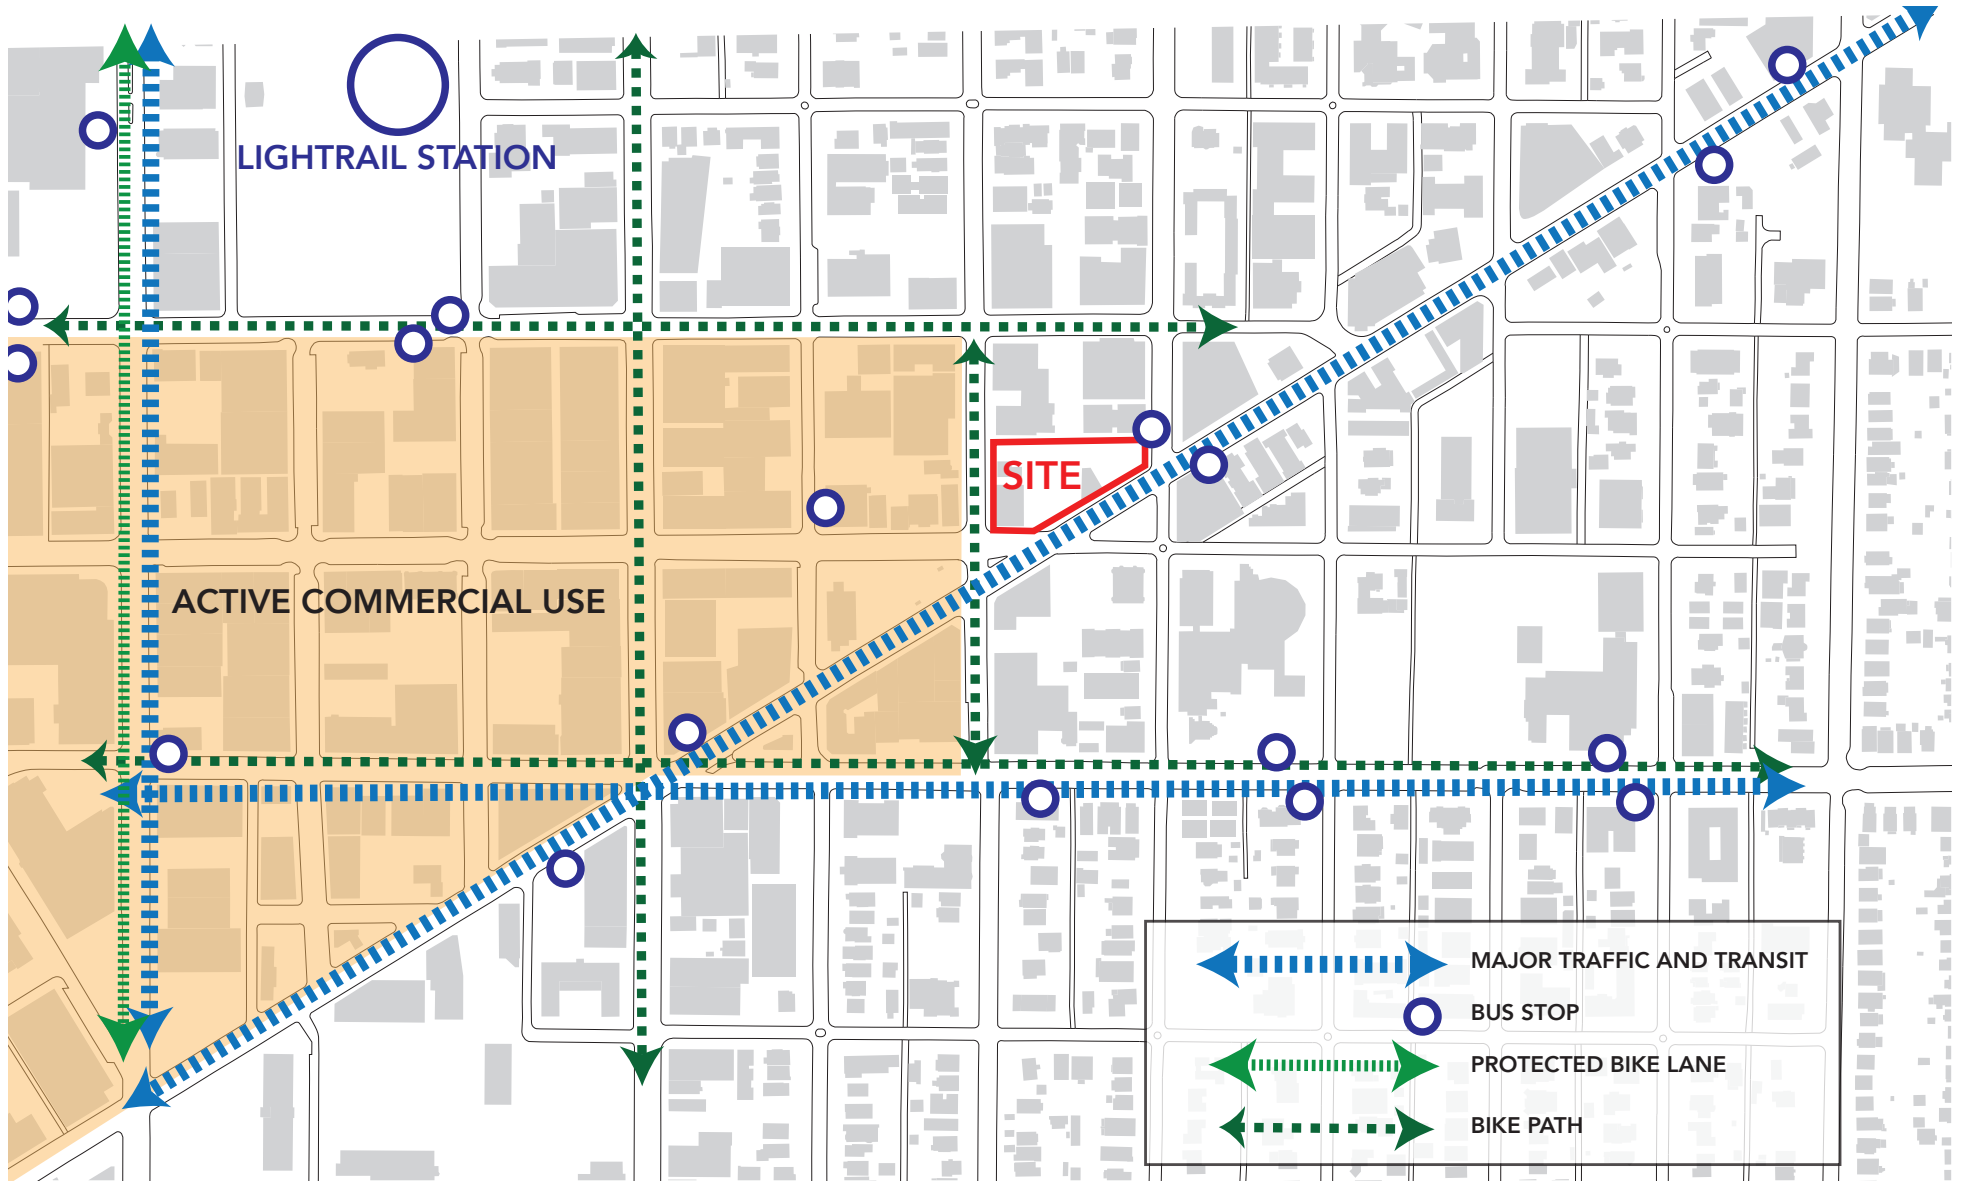 LIGHTRAIL STATION
SITE
ACTIVE COMMERCIAL USE
MAJOR TRAFFIC AND TRANSIT
BUS STOP
PROTECTED BIKE LANE
BIKE PATH